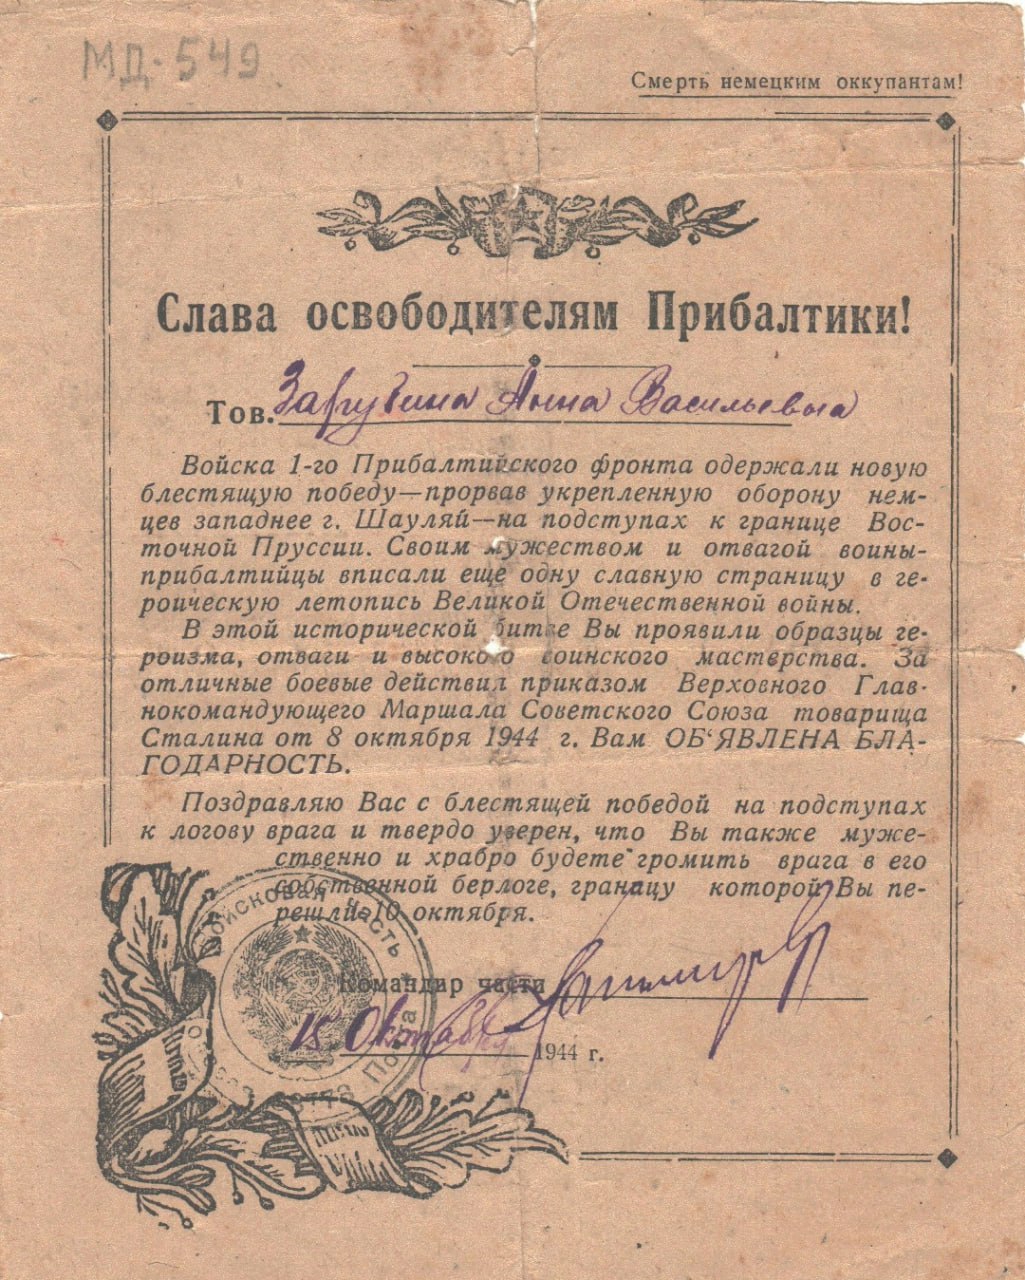 МД-549
Смерть немецким оккупантам!
Слава освободителям Прибалтики!
Тов. Зарубина Анна Васильевна
Войска 1-го Прибалтийского фронта одержали новую
блестящую победу—прорвав укрепленную оборону нем-
цев западнее г. Шауляй—на подступах к границе Вос-
точной Пруссии. Своим мужеством и отвагой воины-
прибалтийцы вписали еще одну славную страницу в ге-
роическую летопись Великой Отечественной войны.
В этой исторической битве Вы проявили образцы ге-
роизма, отваги и высокого воинского мастерства. За
отличные боевые действия приказом Верховного Глав-
нокомандующего Маршала Советского Союза товарища
Сталина от 8 октября 1944 г. Вам ОБ‘ЯВЛЕНА БЛА-
ГОДАРНОСТЬ.
Поздравляю Вас с блестящей победой на подступах
к логову врага и твердо уверен, что Вы также муже-
ственно и храбро будете громить врага в его
собственной берлоге, границу которой Вы пе-
решли 10 октября.
Войсковая часть
Полевая Почта
Командир части
15 Октября 1944 г.